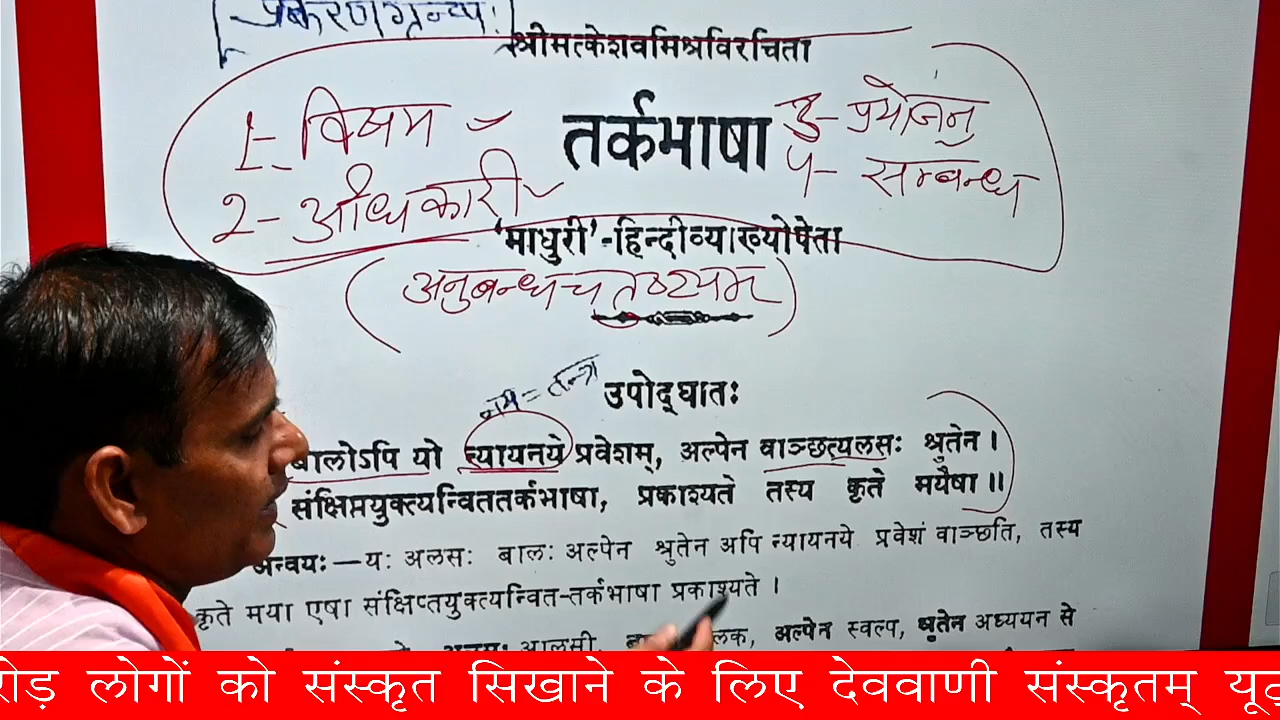 प्रकरणग्रन्थः
श्रीमत्केशवमिश्रविरचिता
1- विषय
तर्कभाषा
3- प्रयोजन
२- अधिकारी
४- सम्बन्ध
'माधुरी'-हिन्दीव्याख्योपेता
(अनुबन्धचतुष्टयम्)
उपोद्घातः
बालोऽपि यो न्यायनये प्रवेशम्, अल्पेन वाञ्छत्यलसः श्रुतेन ।
संक्षिप्तयुक्त्यन्विततर्कभाषा, प्रकाश्यते तस्य कृते मयैषा ॥
अन्वयः—यः अलसः बालः अल्पेन श्रुतेन अपि न्यायनये प्रवेशं वाञ्छति, तस्य
कृते मया एषा संक्षिप्तयुक्त्यन्वित-तर्कभाषा प्रकाश्यते ।
आलसी, अल्पेन स्वल्प, श्रुतेन अध्ययन से
लोगों को संस्कृत सिखाने के लिए देववाणी संस्कृतम्